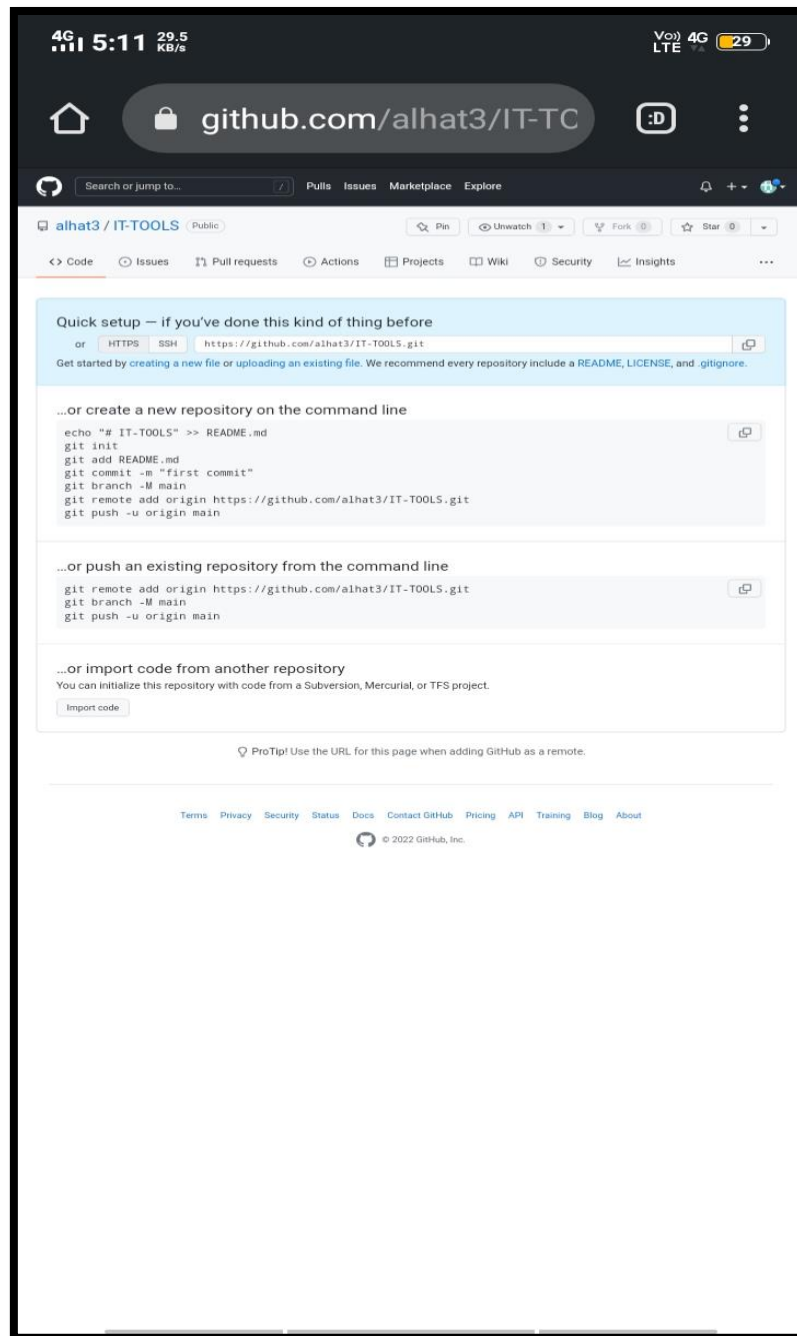 4G 5:11 29.5 KB/s Vo)) LTE 4G 29
github.com/alhat3/IT-TC :D
Search or jump to... / Pulls Issues Marketplace Explore
alhat3 / IT-TOOLS Public Pin Unwatch 1 Fork 0 Star 0
<> Code Issues Pull requests Actions Projects Wiki Security Insights ...
Quick setup — if you've done this kind of thing before
or HTTPS SSH https://github.com/alhat3/IT-TOOLS.git
Get started by creating a new file or uploading an existing file. We recommend every repository include a README, LICENSE, and .gitignore.
...or create a new repository on the command line
echo "# IT-TOOLS" >> README.md
git init
git add README.md
git commit -m "first commit"
git branch -M main
git remote add origin https://github.com/alhat3/IT-TOOLS.git
git push -u origin main
...or push an existing repository from the command line
git remote add origin https://github.com/alhat3/IT-TOOLS.git
git branch -M main
git push -u origin main
...or import code from another repository
You can initialize this repository with code from a Subversion, Mercurial, or TFS project.
Import code
ProTip! Use the URL for this page when adding GitHub as a remote.
Terms Privacy Security Status Docs Contact GitHub Pricing API Training Blog About
© 2022 GitHub, Inc.